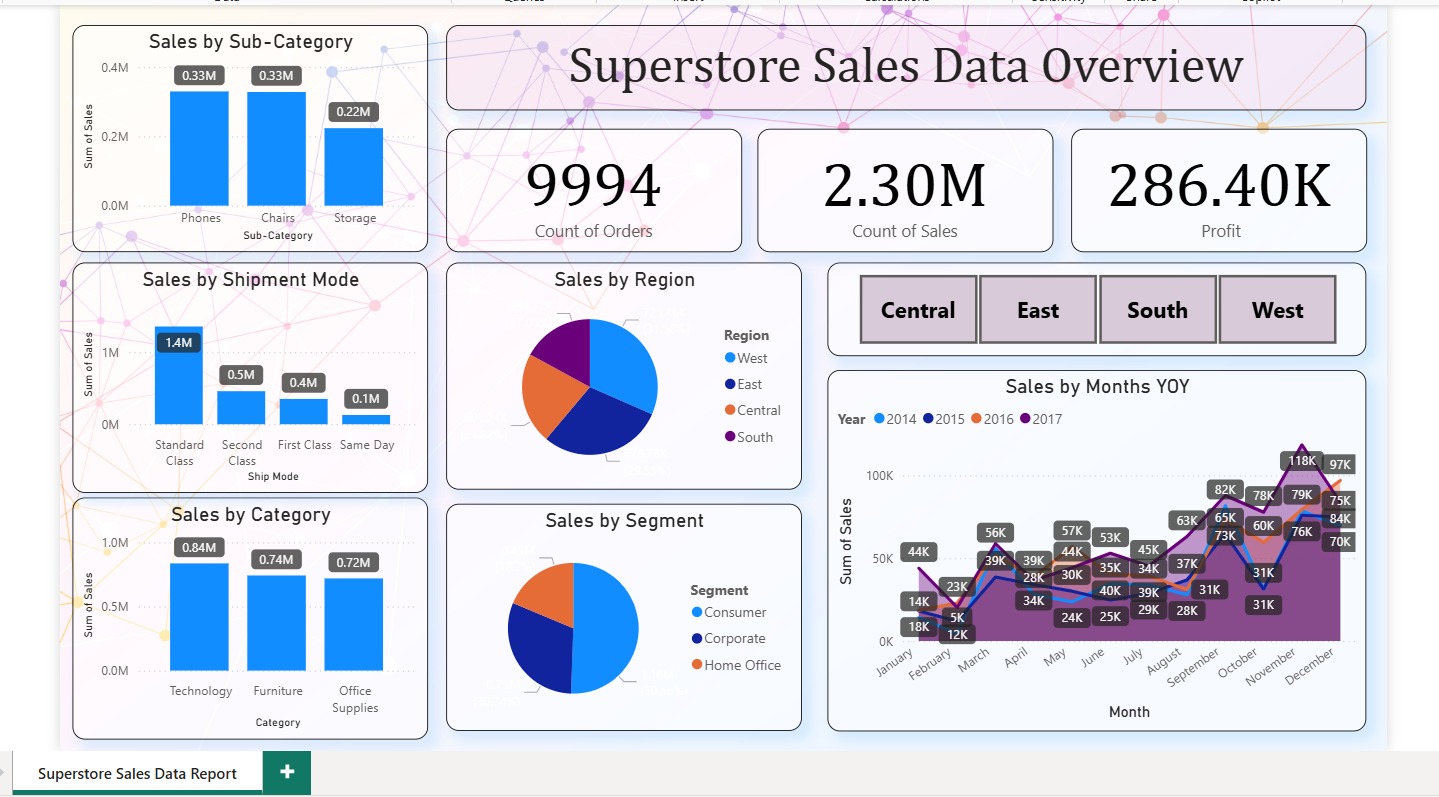 Sales by Sub-Category
0.4M
0.33M
0.33M
0.22M
0.2M
0.0M
Sum of Sales
Phones
Chairs
Storage
Sub-Category
Superstore Sales Data Overview
9994
Count of Orders
2.30M
Count of Sales
286.40K
Profit
Sales by Shipment Mode
1M
0M
Sum of Sales
1.4M
0.5M
0.4M
0.1M
Standard
Class
Second
Class
First Class
Same Day
Ship Mode
Sales by Region
Region
West
East
Central
South
Central
East
South
West
Sales by Category
1.0M
0.5M
0.0M
Sum of Sales
0.84M
0.74M
0.72M
Technology
Furniture
Office
Supplies
Category
Sales by Segment
Segment
Consumer
Corporate
Home Office
Sales by Months YOY
Year
2014
2015
2016
2017
100K
50K
0K
Sum of Sales
44K
14K
18K
23K
5K
12K
56K
39K
39K
28K
34K
57K
44K
30K
24K
53K
35K
40K
25K
45K
34K
39K
29K
63K
37K
28K
31K
82K
65K
73K
78K
60K
31K
31K
118K
79K
76K
97K
75K
84K
70K
January
February
March
April
May
June
July
August
September
October
November
December
Month
Superstore Sales Data Report
+